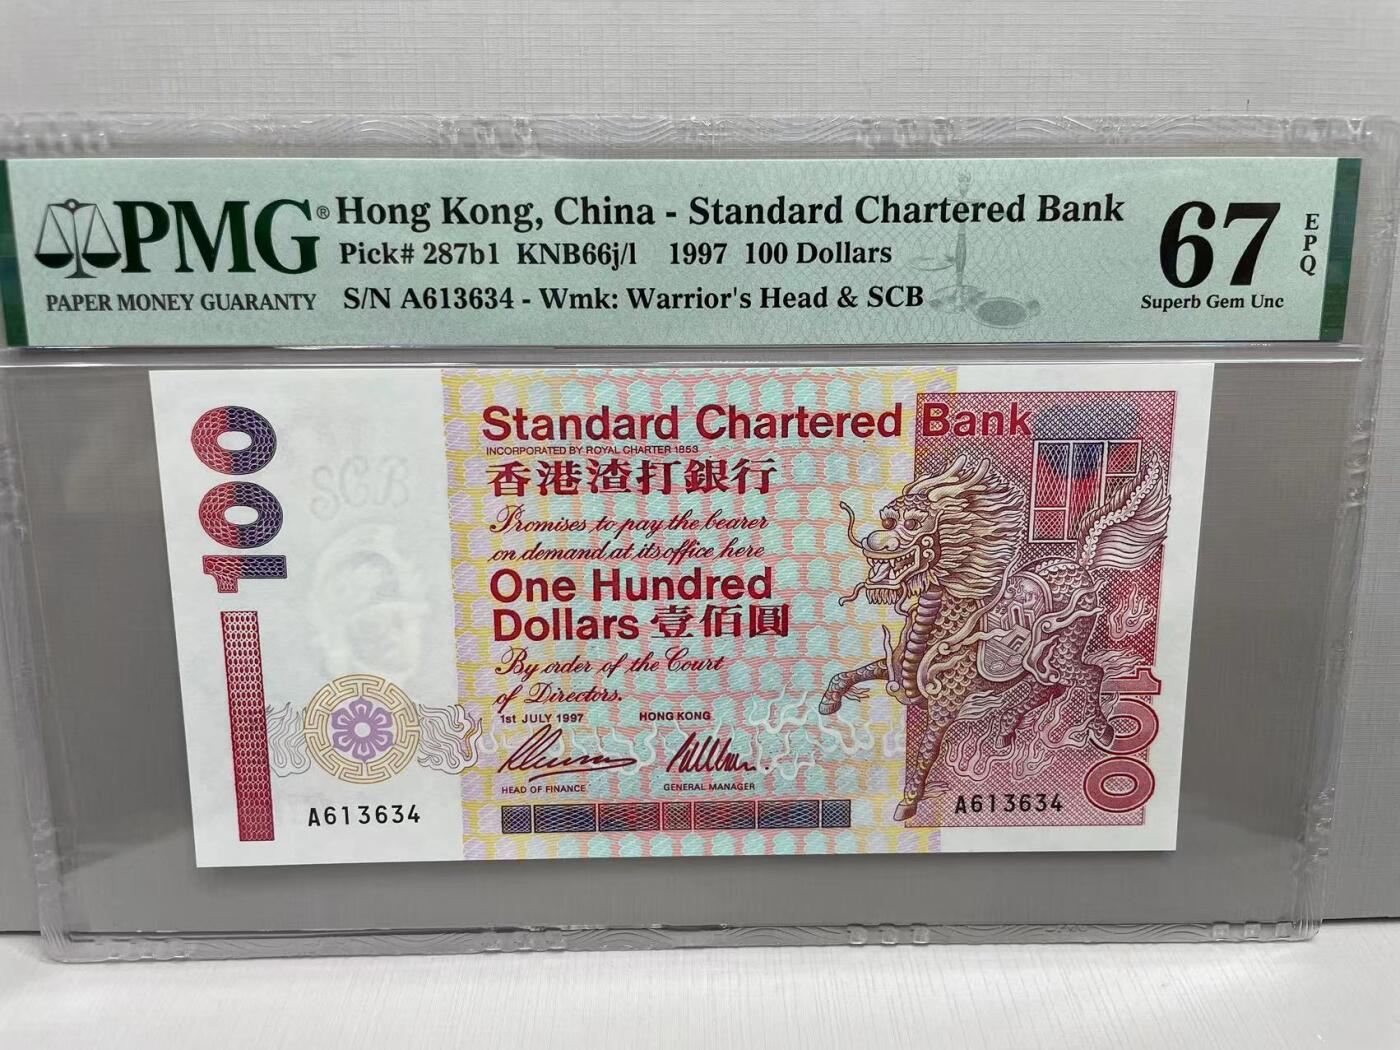 PMG® Hong Kong, China - Standard Chartered Bank
Pick# 287b1 KNB66j/l 1997 100 Dollars
PAPER MONEY GUARANTY
S/N A613634 - Wmk: Warrior's Head & SCB
67 EPQ
Superb Gem Unc
100
SCB
Standard Chartered Bank
INCORPORATED BY ROYAL CHARTER 1853
香港渣打銀行
Promises to pay the bearer
on demand at its office here
One Hundred
Dollars 壹佰圓
By order of the Court
of Directors.
1st JULY 1997 HONG KONG
HEAD OF FINANCE GENERAL MANAGER
A613634
A613634
100